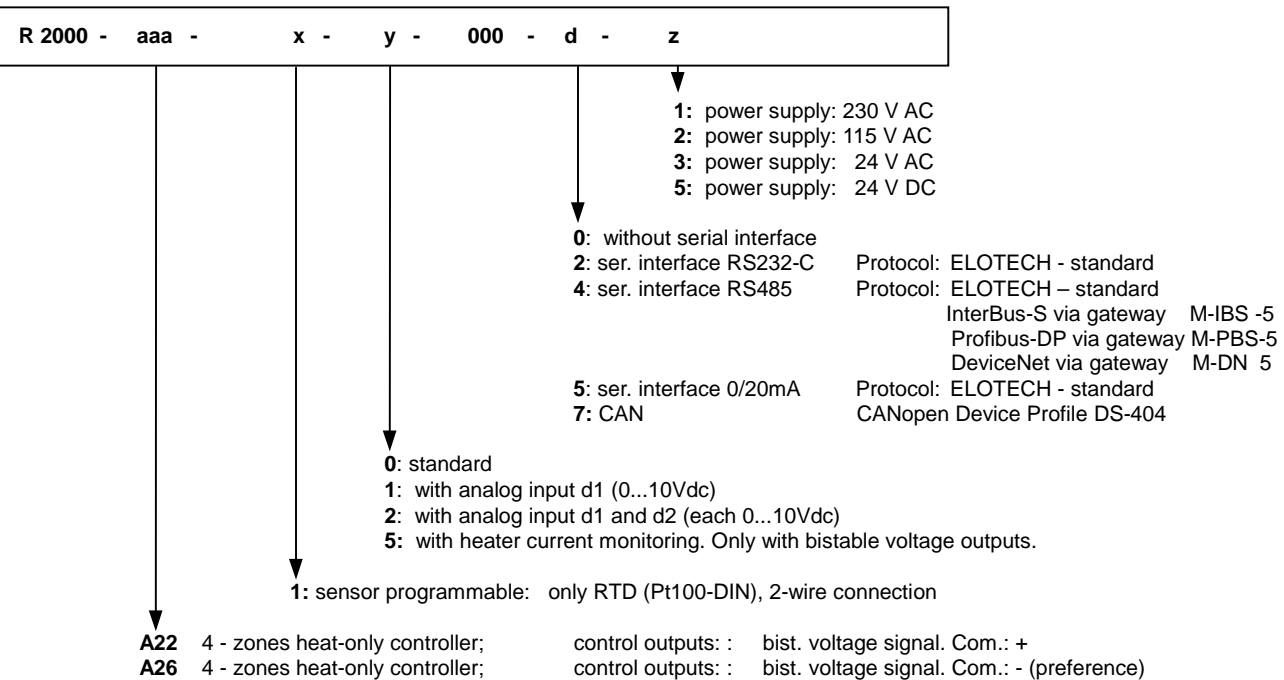 R 2000 - aaa - x - y - 000 - d - z
1: power supply: 230 V AC
2: power supply: 115 V AC
3: power supply: 24 V AC
5: power supply: 24 V DC
0: without serial interface
2: ser. interface RS232-C Protocol: ELOTECH - standard
4: ser. interface RS485 Protocol: ELOTECH – standard
InterBus-S via gateway M-IBS -5
Profibus-DP via gateway M-PBS-5
DeviceNet via gateway M-DN 5
5: ser. interface 0/20mA Protocol: ELOTECH - standard
7: CAN CANopen Device Profile DS-404
0: standard
1: with analog input d1 (0...10Vdc)
2: with analog input d1 and d2 (each 0...10Vdc)
5: with heater current monitoring. Only with bistable voltage outputs.
1: sensor programmable: only RTD (Pt100-DIN), 2-wire connection
A22 4 - zones heat-only controller; control outputs: : bist. voltage signal. Com.: +
A26 4 - zones heat-only controller; control outputs: : bist. voltage signal. Com.: - (preference)